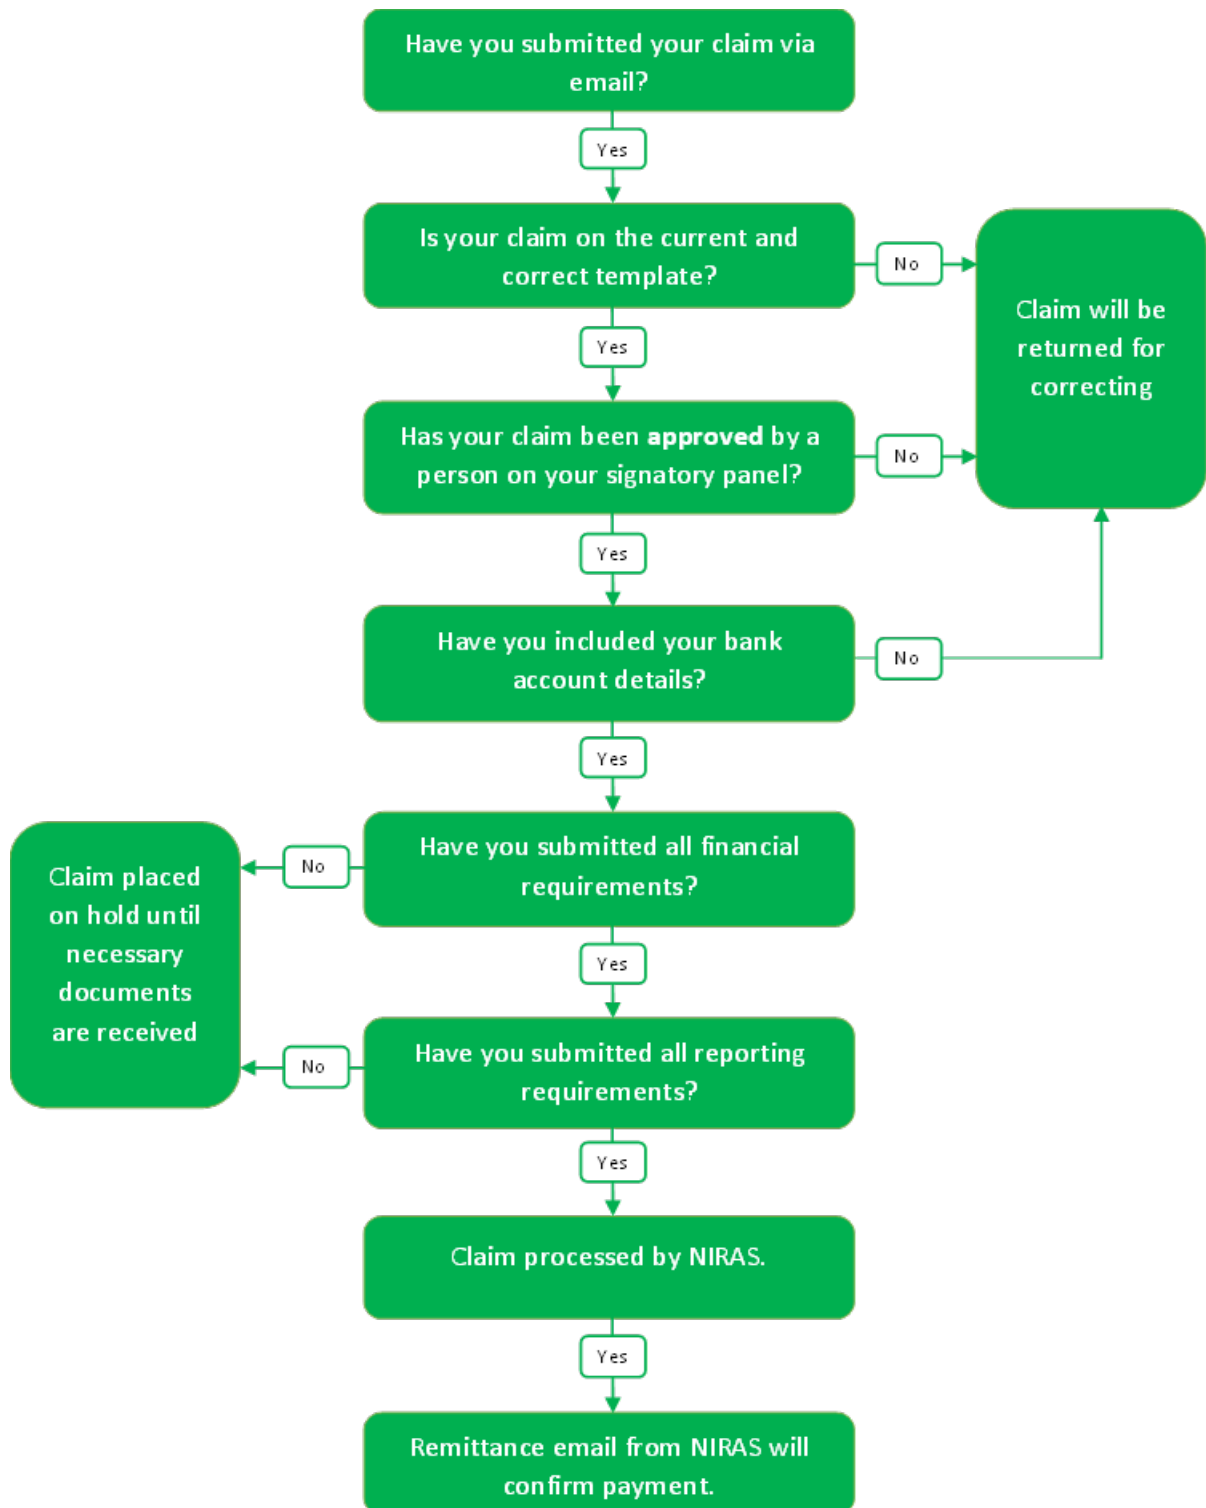 Have you submitted your claim via
email?
Yes
Is your claim on the current and
correct template?
No
Claim will be
returned for
correcting
Yes
Has your claim been approved by a
person on your signatory panel?
No
Yes
Have you included your bank
account details?
No
Yes
Have you submitted all financial
requirements?
No
Claim placed
on hold until
necessary
documents
are received
Yes
Have you submitted all reporting
requirements?
No
Yes
Claim processed by NIRAS.
Yes
Remittance email from NIRAS will
confirm payment.